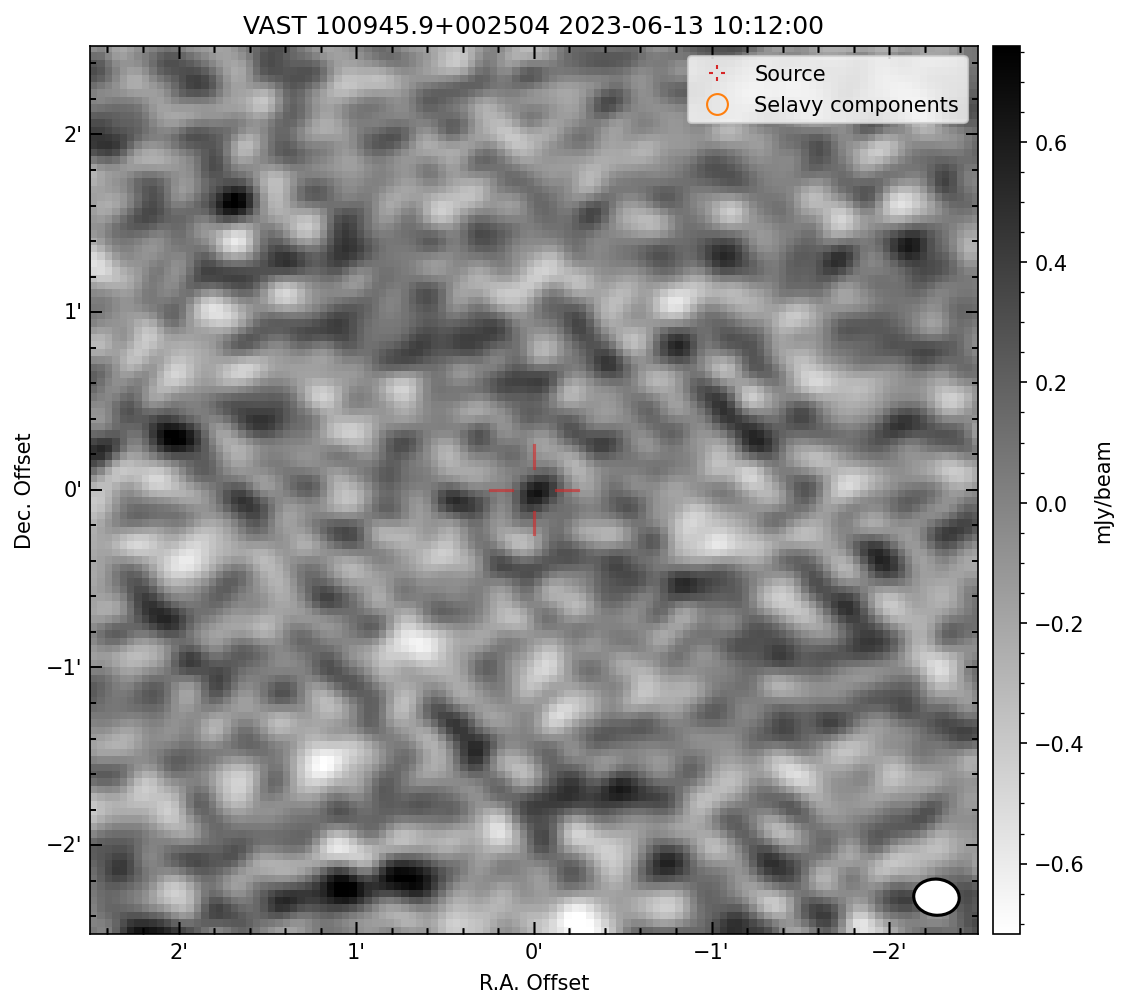 VAST 100945.9+002504 2023-06-13 10:12:00
Source
Selavy components
2'
1'
0'
−1'
−2'
Dec. Offset
2'
1'
0'
−1'
−2'
R.A. Offset
0.6
0.4
0.2
0.0
−0.2
−0.4
−0.6
mJy/beam